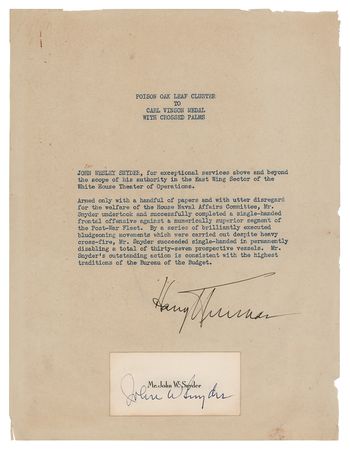 POISON OAK LEAF CLUSTER
TO
CARL VINSON MEDAL
WITH CROSSED PALMS
JOHN WESLEY SNYDER, for exceptional services above and beyond
the scope of his authority in the East Wing Sector of the
White House Theater of Operations.
Armed only with a handful of papers and with utter disregard
for the welfare of the House Naval Affairs Committee, Mr.
Snyder undertook and successfully completed a single-handed
frontal offensive against a numerically superior segment of
the Post-War Fleet. By a series of brilliantly executed
bludgeoning movements which were carried out despite heavy
cross-fire, Mr. Snyder succeeded single-handed in permanently
disabling a total of thirty-seven prospective vessels. Mr.
Snyder's outstanding action is consistent with the highest
traditions of the Bureau of the Budget.
Harry Truman
Mr. John W. Snyder
John W Snyder